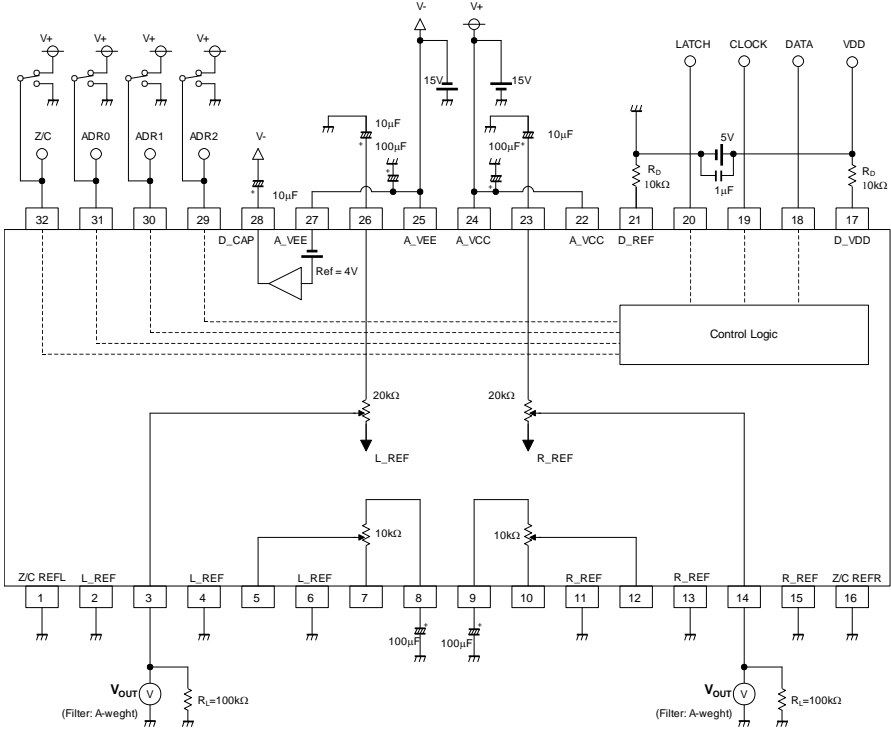 V-
V+
V+
V+
V+
V+
LATCH
CLOCK
DATA
VDD
15V
15V
10μF
10μF
100μF
100μF
5V
1μF
Z/C
ADR0
ADR1
ADR2
V-
10μF
RD
10kΩ
RD
10kΩ
32
31
30
29
28
27
26
25
24
23
22
21
20
19
18
17
D_CAP
A_VEE
A_VEE
A_VCC
A_VCC
D_REF
D_VDD
Ref = 4V
Control Logic
20kΩ
20kΩ
L_REF
R_REF
10kΩ
10kΩ
Z/C REFL
L_REF
L_REF
L_REF
R_REF
R_REF
R_REF
Z/C REFR
1
2
3
4
5
6
7
8
9
10
11
12
13
14
15
16
100μF
100μF
VOUT
V
RL=100kΩ
(Filter: A-weght)
VOUT
V
RL=100kΩ
(Filter: A-weght)